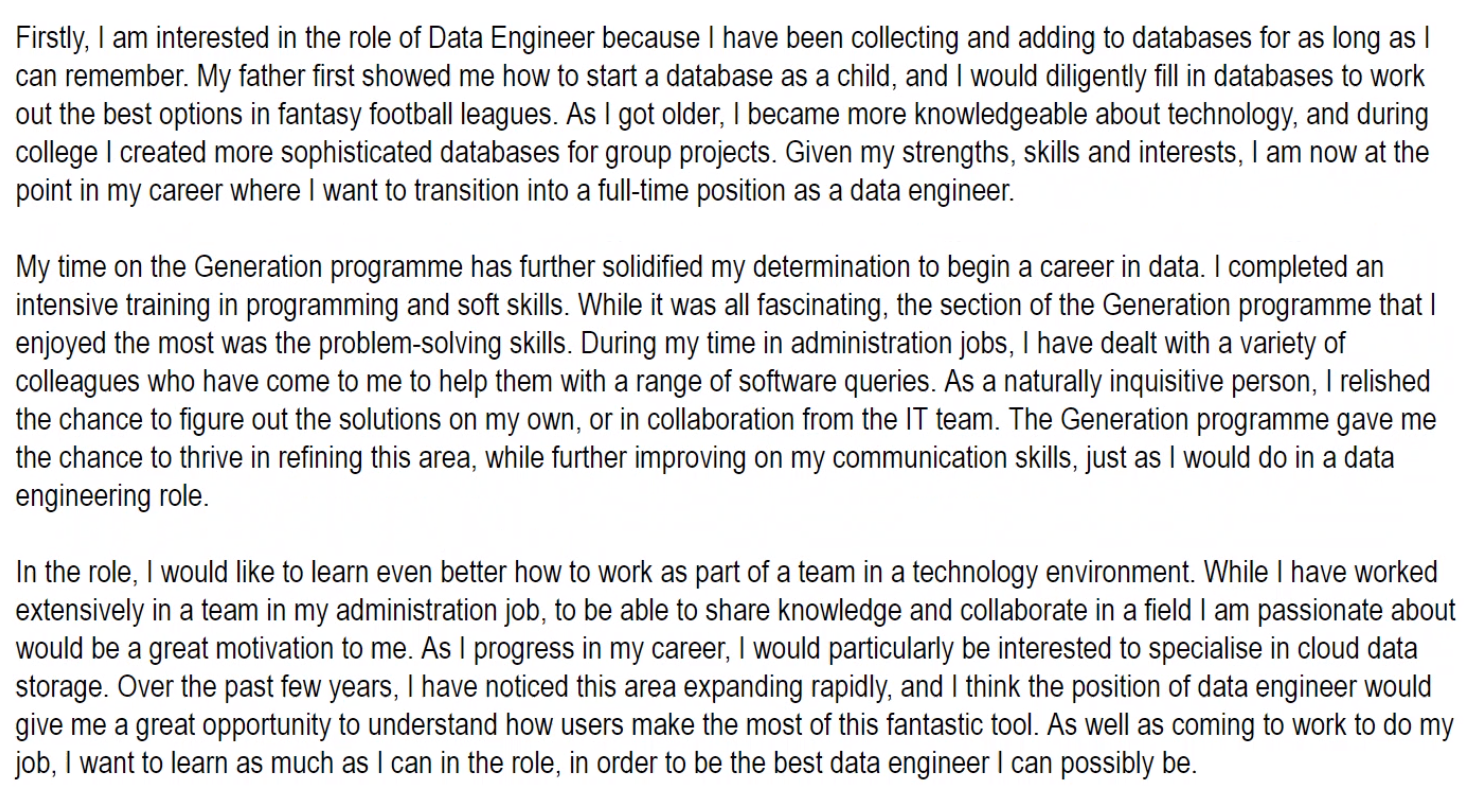 Firstly, I am interested in the role of Data Engineer because I have been collecting and adding to databases for as long as I
can remember. My father first showed me how to start a database as a child, and I would diligently fill in databases to work
out the best options in fantasy football leagues. As I got older, I became more knowledgeable about technology, and during
college I created more sophisticated databases for group projects. Given my strengths, skills and interests, I am now at the
point in my career where I want to transition into a full-time position as a data engineer.
My time on the Generation programme has further solidified my determination to begin a career in data. I completed an
intensive training in programming and soft skills. While it was all fascinating, the section of the Generation programme that I
enjoyed the most was the problem-solving skills. During my time in administration jobs, I have dealt with a variety of
colleagues who have come to me to help them with a range of software queries. As a naturally inquisitive person, I relished
the chance to figure out the solutions on my own, or in collaboration from the IT team. The Generation programme gave me
the chance to thrive in refining this area, while further improving on my communication skills, just as I would do in a data
engineering role.
In the role, I would like to learn even better how to work as part of a team in a technology environment. While I have worked
extensively in a team in my administration job, to be able to share knowledge and collaborate in a field I am passionate about
would be a great motivation to me. As I progress in my career, I would particularly be interested to specialise in cloud data
storage. Over the past few years, I have noticed this area expanding rapidly, and I think the position of data engineer would
give me a great opportunity to understand how users make the most of this fantastic tool. As well as coming to work to do my
job, I want to learn as much as I can in the role, in order to be the best data engineer I can possibly be.